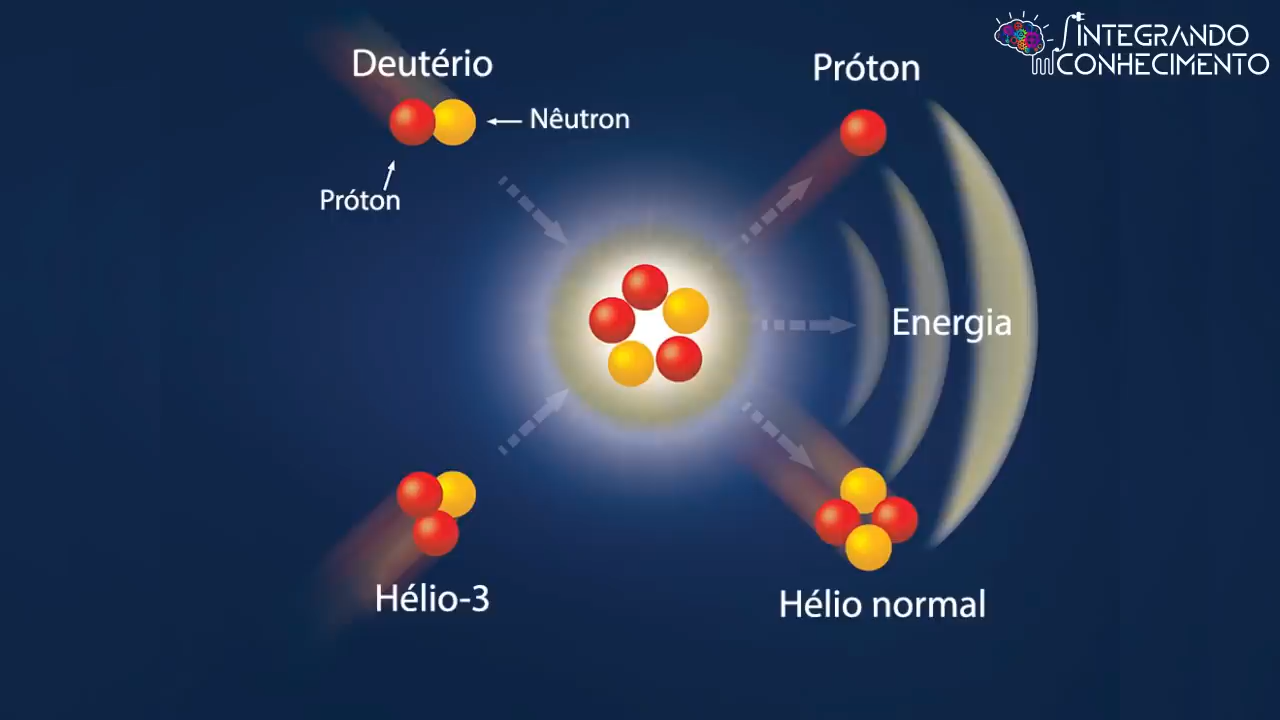 INTEGRANDO
CONHECIMENTO
Deutério
Nêutron
Próton
Próton
Energia
Hélio-3
Hélio normal